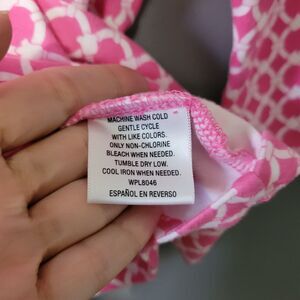 MACHINE WASH COLD
GENTLE CYCLE
WITH LIKE COLORS.
ONLY NON-CHLORINE
BLEACH WHEN NEEDED.
TUMBLE DRY LOW.
COOL IRON WHEN NEEDED.
WPL8046
ESPAÑOL EN REVERSO